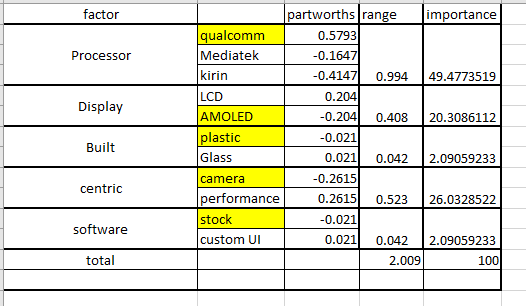 factor partworths range importance
qualcomm 0.5793
Processor Mediatek -0.1647
kirin -0.4147 0.994 49.4773519
LCD 0.204
Display AMOLED -0.204 0.408 20.3086112
plastic -0.021
Built Glass 0.021 0.042 2.09059233
camera -0.2615
centric performance 0.2615 0.523 26.0328522
stock -0.021
software custom UI 0.021 0.042 2.09059233
total 2.009 100